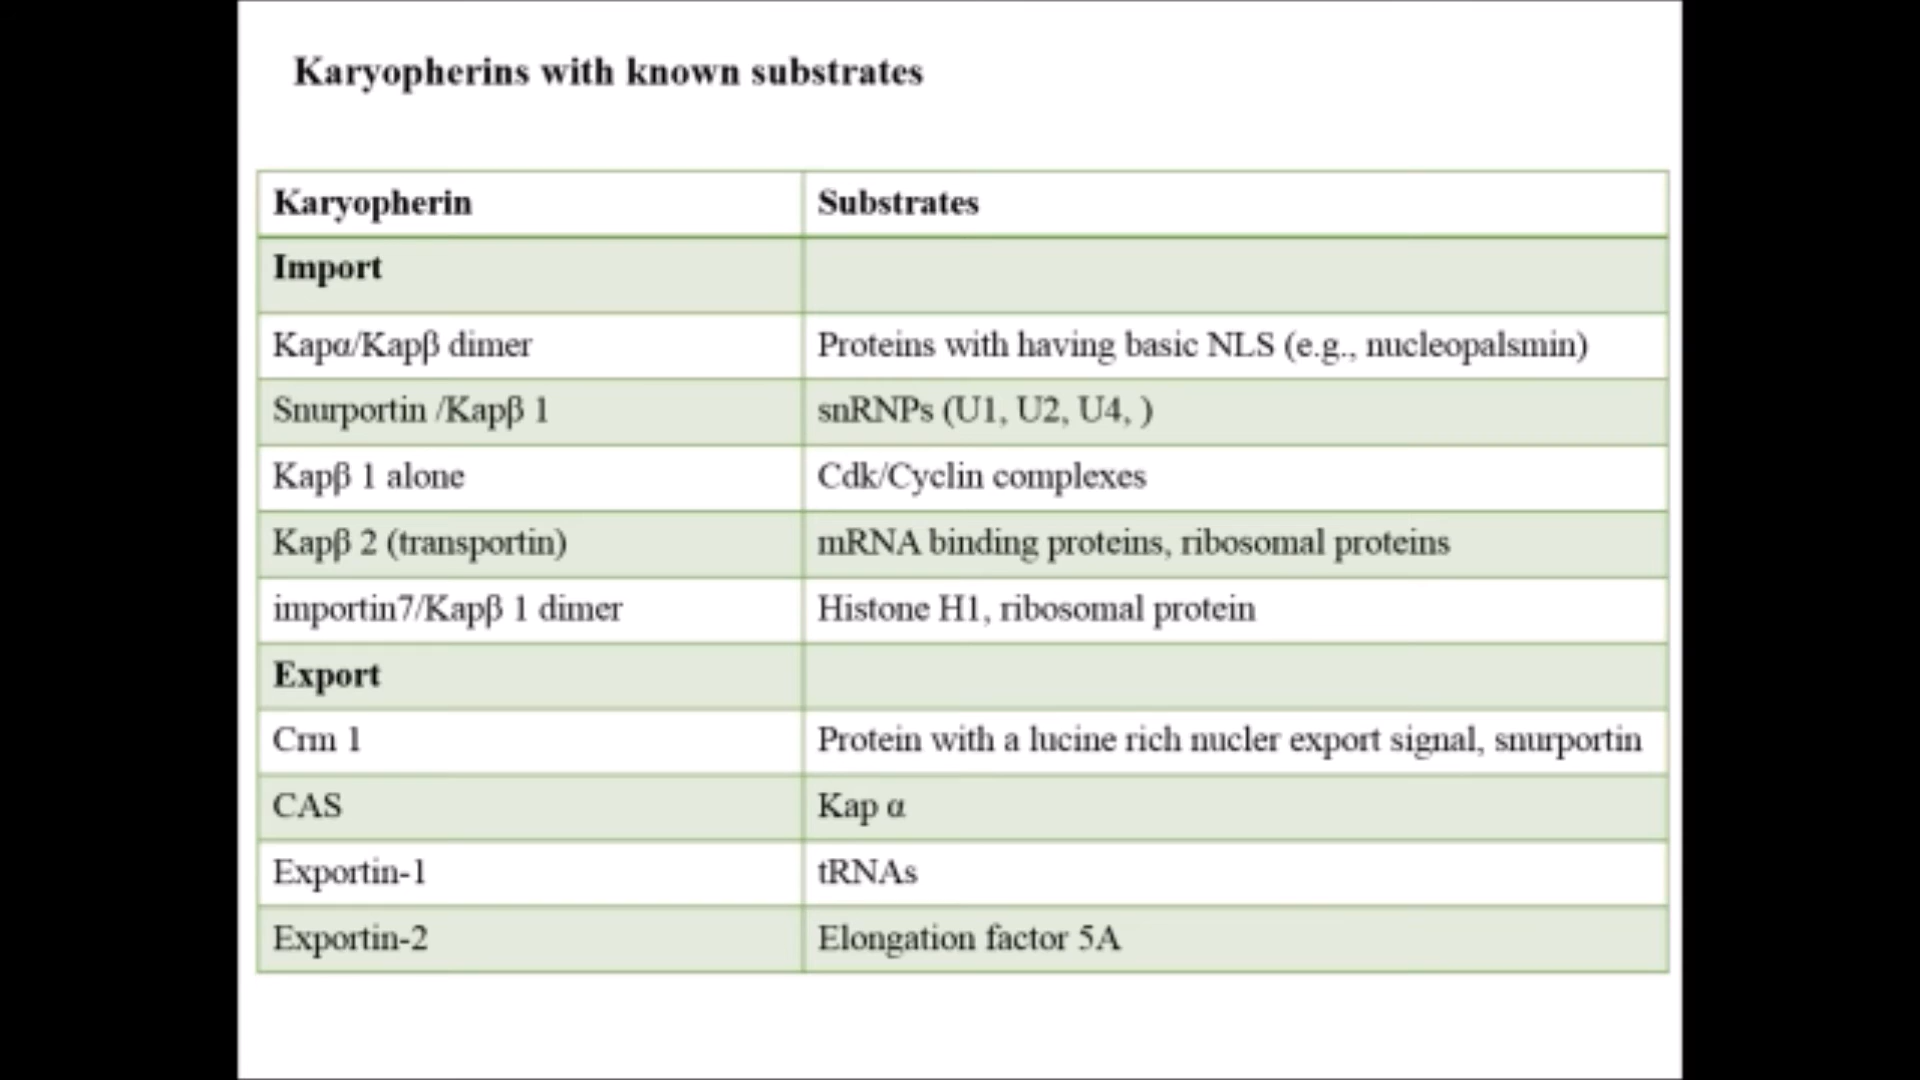 Karyopherins with known substrates
Karyopherin Substrates
Import
Kapα/Kapβ dimer Proteins with having basic NLS (e.g., nucleopalsmin)
Snurportin /Kapβ 1 snRNPs (U1, U2, U4, )
Kapβ 1 alone Cdk/Cyclin complexes
Kapβ 2 (transportin) mRNA binding proteins, ribosomal proteins
importin7/Kapβ 1 dimer Histone H1, ribosomal protein
Export
Crm 1 Protein with a lucine rich nucler export signal, snurportin
CAS Kap α
Exportin-1 tRNAs
Exportin-2 Elongation factor 5A